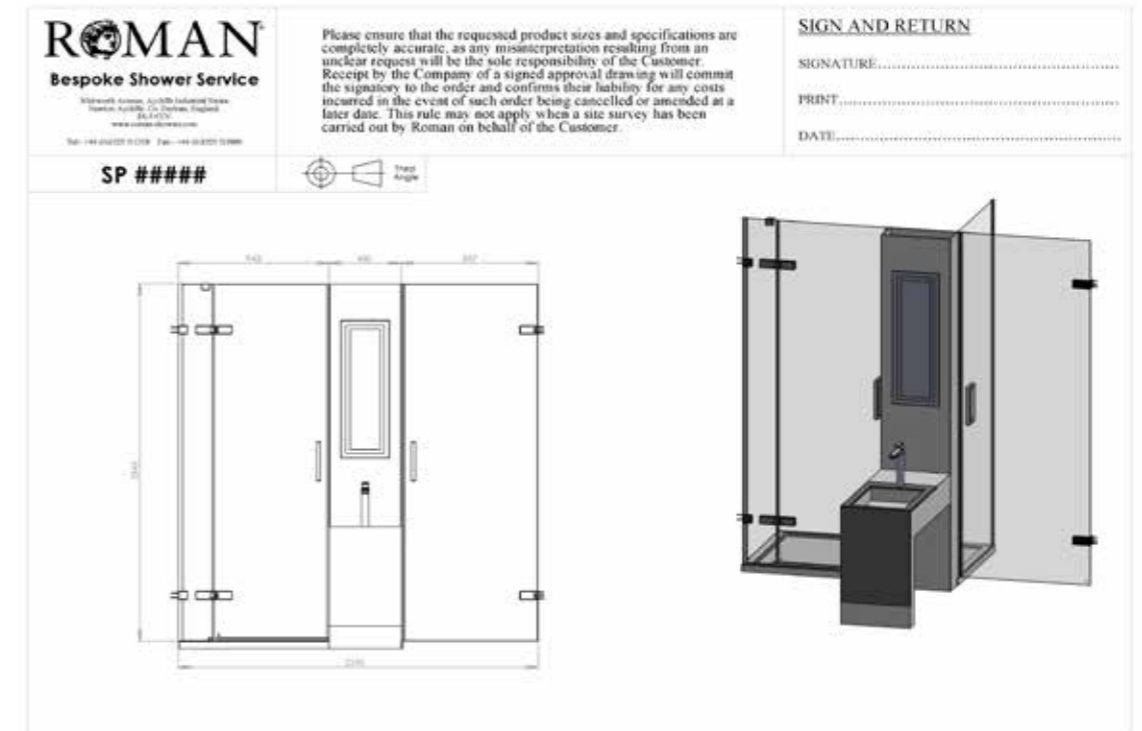 ROMAN
Bespoke Shower Service
SP #####
Please ensure that the requested product sizes and specifications are
completely accurate, as any misinterpretation resulting from an
unclear request will be the sole responsibility of the Customer.
Receipt by the Company of a signed approval drawing will commit
the signatory to the order and confirms their liability for any costs
incurred in the event of such order being cancelled or amended at a
later date. This rule may not apply when a site survey has been
carried out by Roman on behalf of the Customer.
Angle
SIGN AND RETURN
SIGNATURE
PRINT
DATE